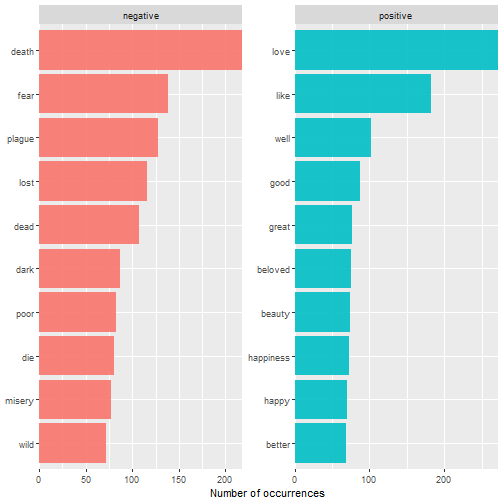 negative
positive
death
fear
plague
lost
dead
dark
poor
die
misery
wild
0
50
100
150
200
love
like
well
good
great
beloved
beauty
happiness
happy
better
0
100
200
Number of occurrences